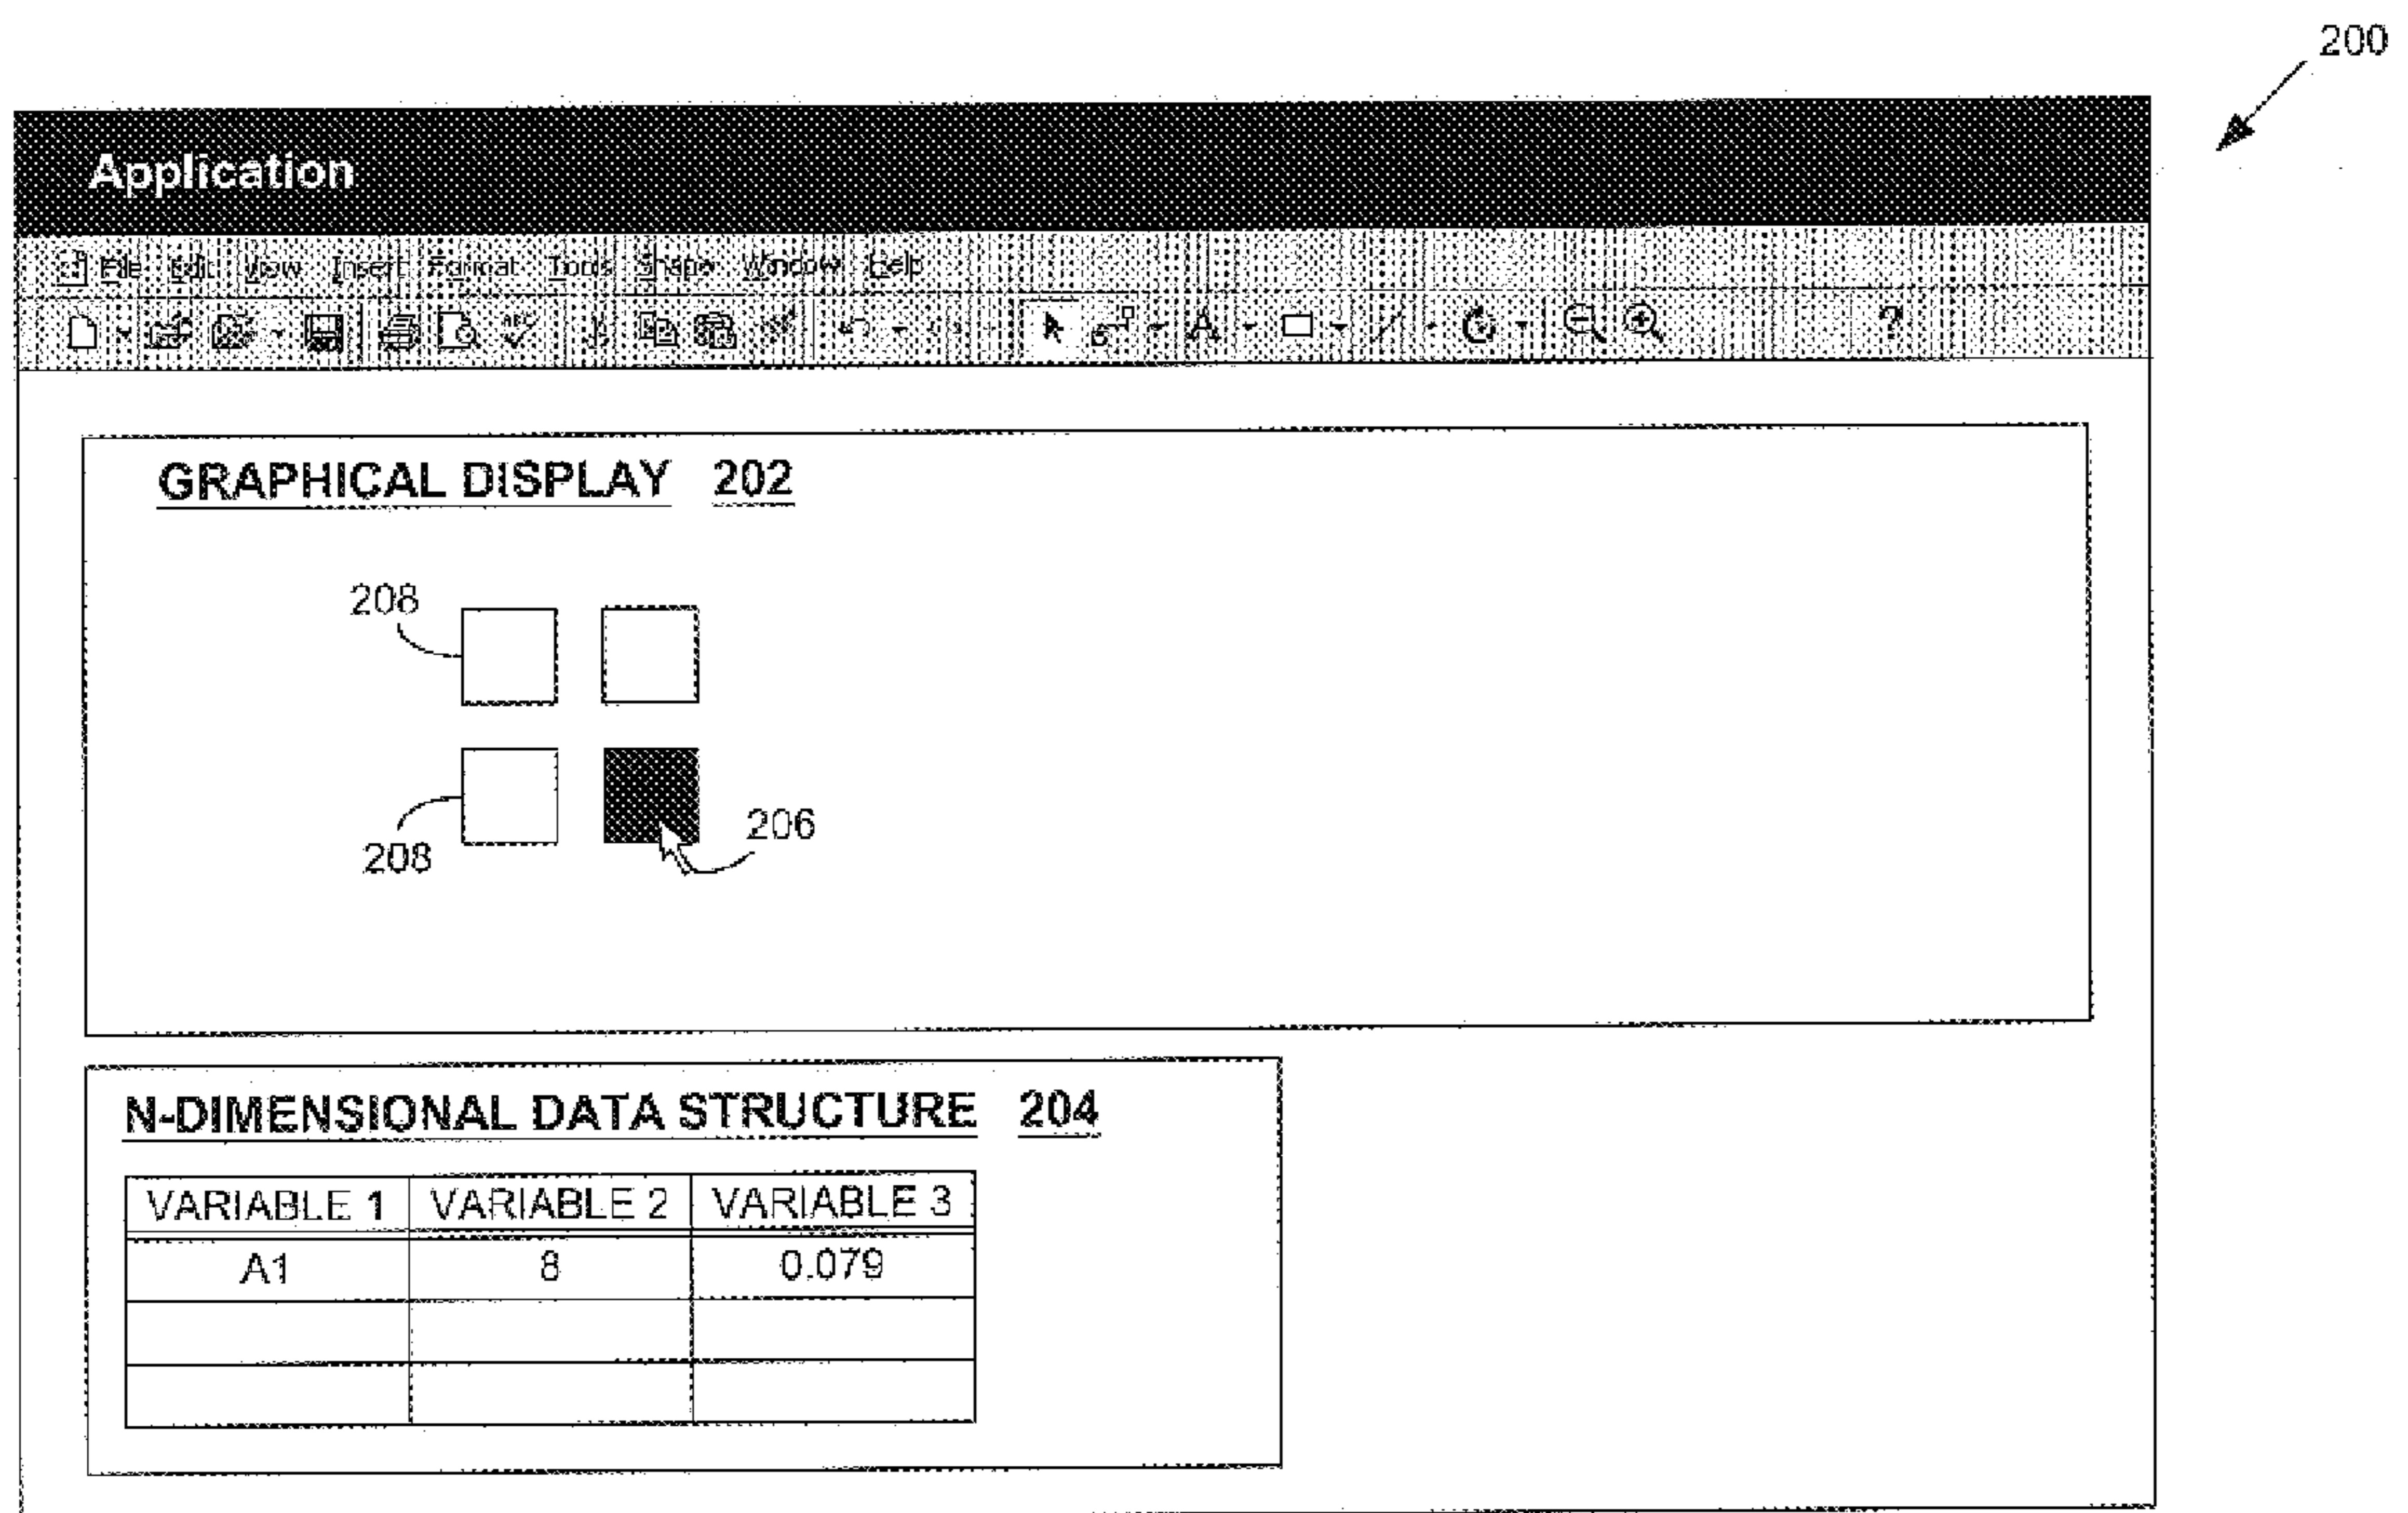 200
Application
File Edit View Insert Format Tools Shape Window Help
ABC A ?
GRAPHICAL DISPLAY 202
208
206
208
N-DIMENSIONAL DATA STRUCTURE 204
VARIABLE 1 VARIABLE 2 VARIABLE 3
A1 8 0.079